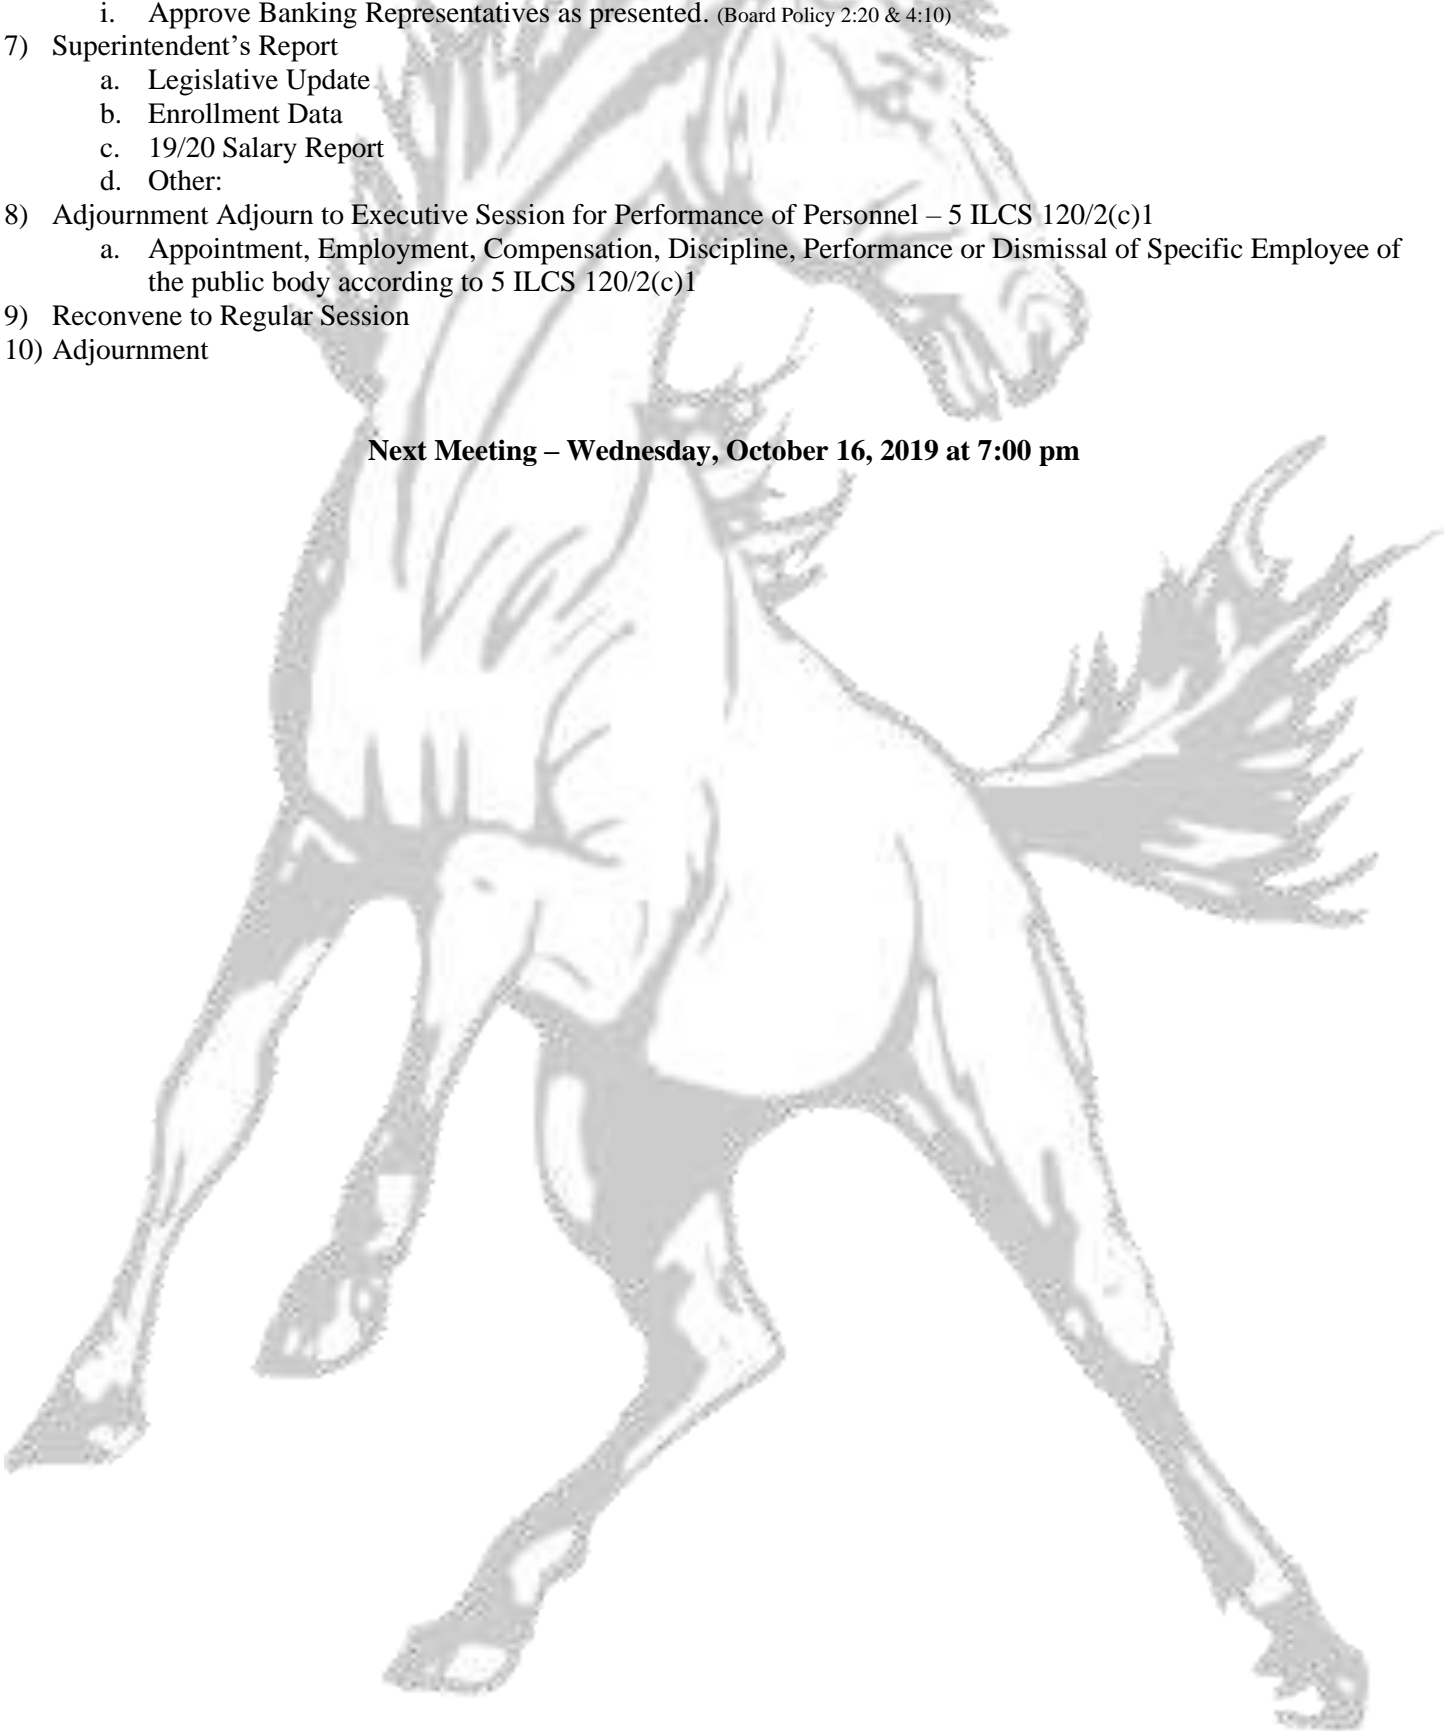 i. Approve Banking Representatives as presented. (Board Policy 2:20 & 4:10)
7) Superintendent’s Report
a. Legislative Update
b. Enrollment Data
c. 19/20 Salary Report
d. Other:
8) Adjournment Adjourn to Executive Session for Performance of Personnel – 5 ILCS 120/2(c)1
a. Appointment, Employment, Compensation, Discipline, Performance or Dismissal of Specific Employee of
the public body according to 5 ILCS 120/2(c)1
9) Reconvene to Regular Session
10) Adjournment
Next Meeting – Wednesday, October 16, 2019 at 7:00 pm